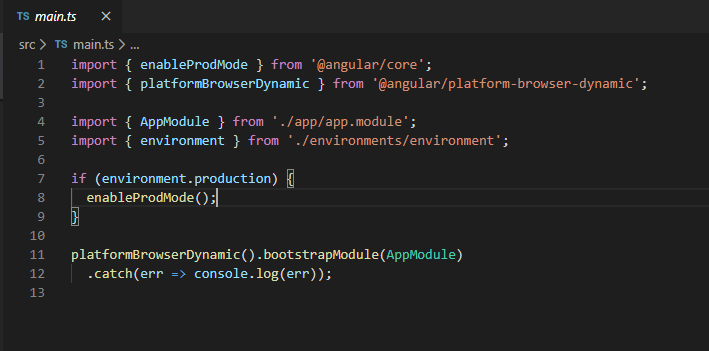 TS main.ts ×
src > TS main.ts > ...
1 import { enableProdMode } from '@angular/core';
2 import { platformBrowserDynamic } from '@angular/platform-browser-dynamic';
3
4 import { AppModule } from './app/app.module';
5 import { environment } from './environments/environment';
6
7 if (environment.production) {
8   enableProdMode();
9 }
10
11 platformBrowserDynamic().bootstrapModule(AppModule)
12   .catch(err => console.log(err));
13